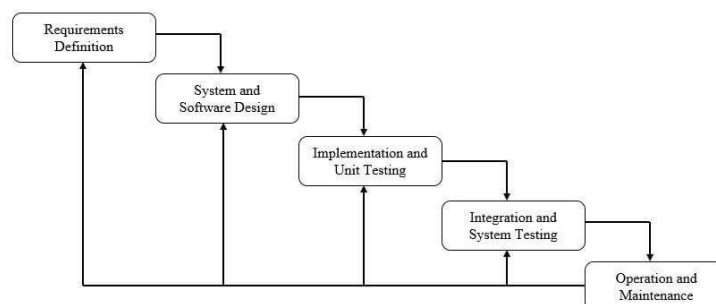 Requirements
Definition
System and
Software Design
Implementation and
Unit Testing
Integration and
System Testing
Operation and
Maintenance